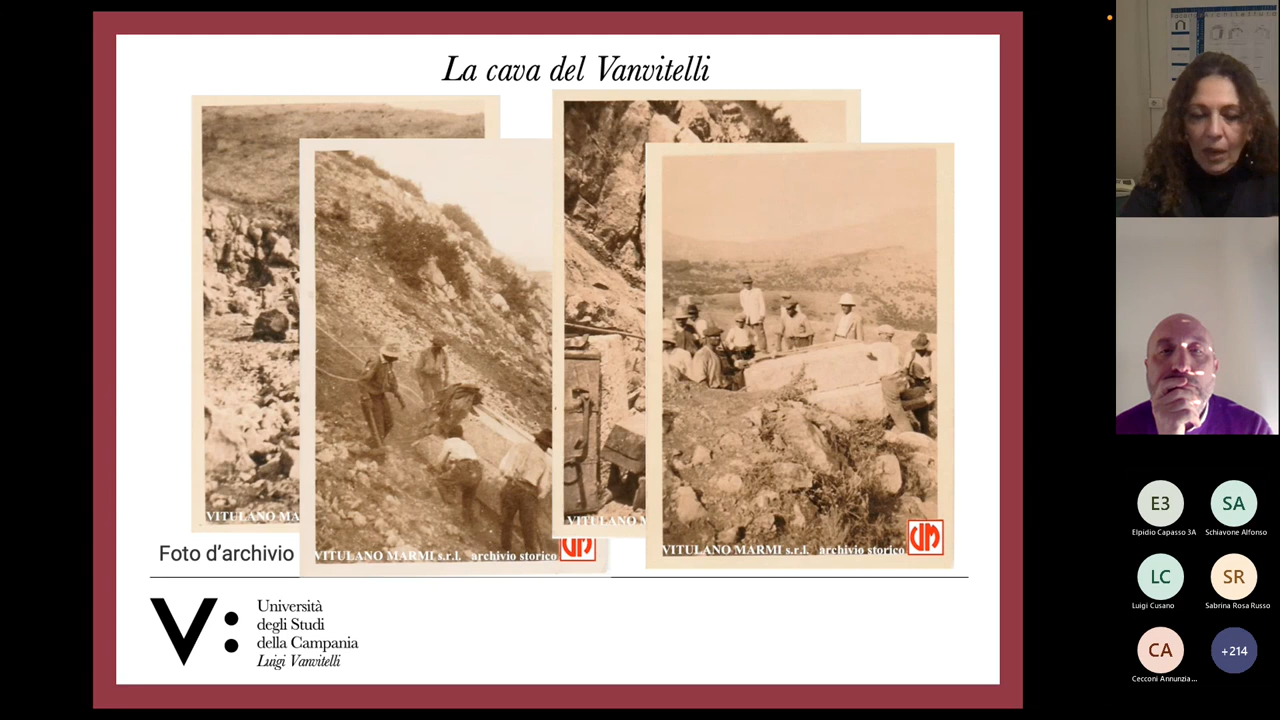 La cava del Vanvitelli
VITULANO MA
VITULANO MARMI s.r.l. archivio storico
VITULANO M
VITULANO MARMI s.r.l. archivio storico
Foto d'archivio
V:
Università
degli Studi
della Campania
Luigi Vanvitelli
E3
SA
Elpidio Capasso 3A
Schiavone Alfonso
LC
SR
Luigi Cusano
Sabrina Rosa Russo
CA
+214
Cecconi Annunzia...